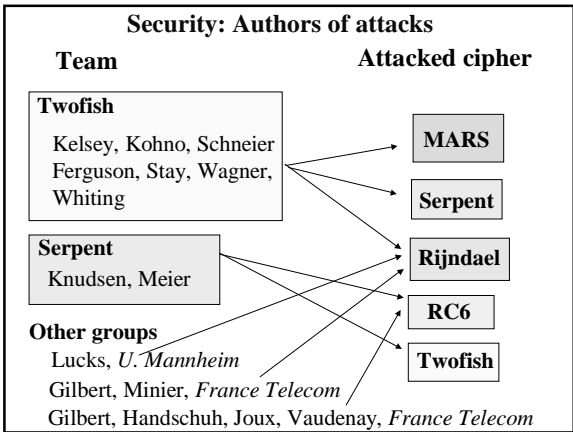 Security: Authors of attacks
Team
Attacked cipher
Twofish
Kelsey, Kohno, Schneier
Ferguson, Stay, Wagner,
Whiting
MARS
Serpent
Serpent
Knudsen, Meier
Rijndael
RC6
Other groups
Lucks, U. Mannheim
Twofish
Gilbert, Minier, France Telecom
Gilbert, Handschuh, Joux, Vaudenay, France Telecom